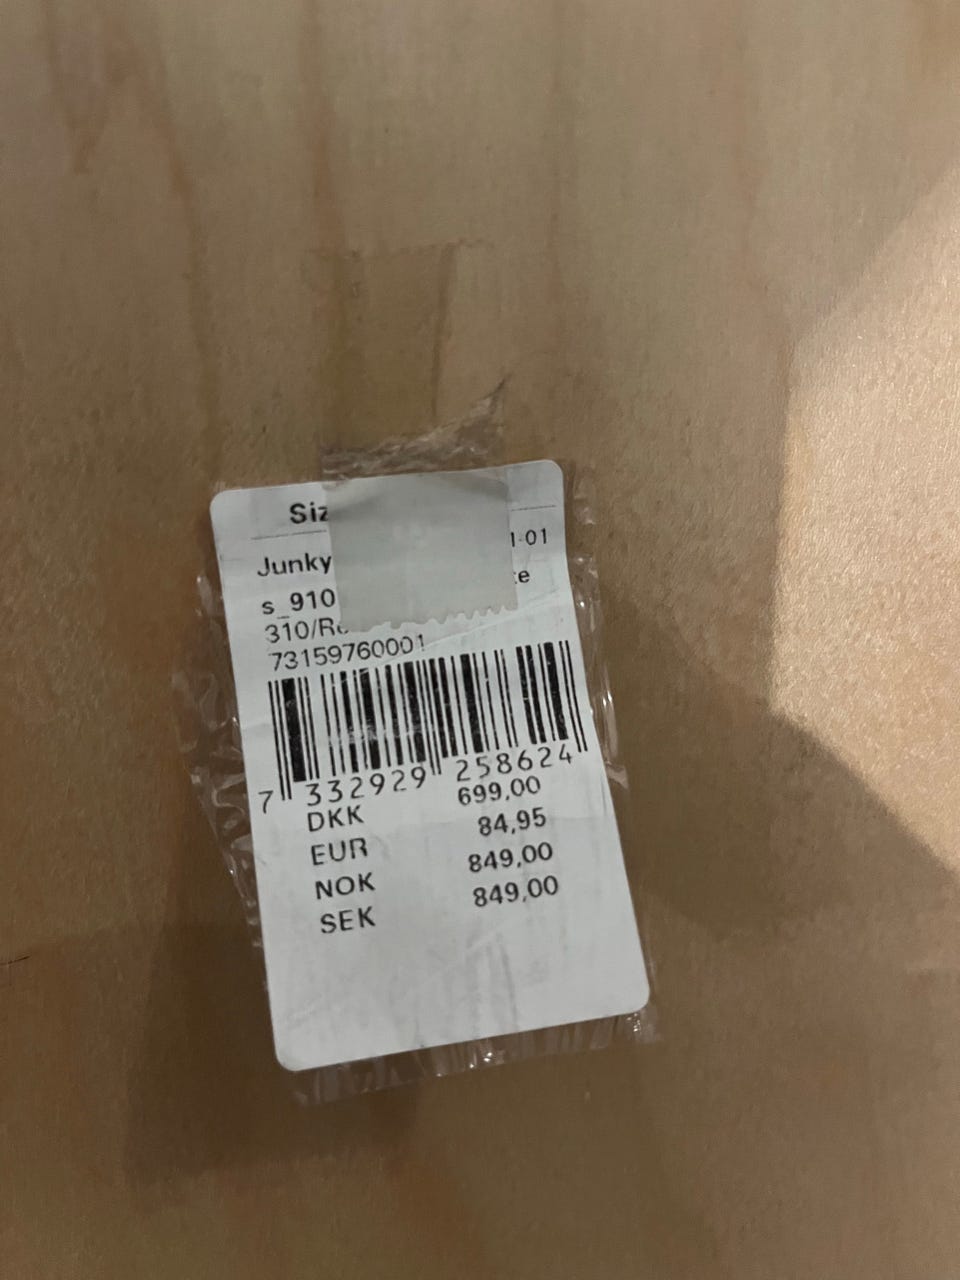 Siz
Junky 1-01
s_910 te
310/Re
73159760001
7 332929 258624
DKK 699,00
EUR 84,95
NOK 849,00
SEK 849,00